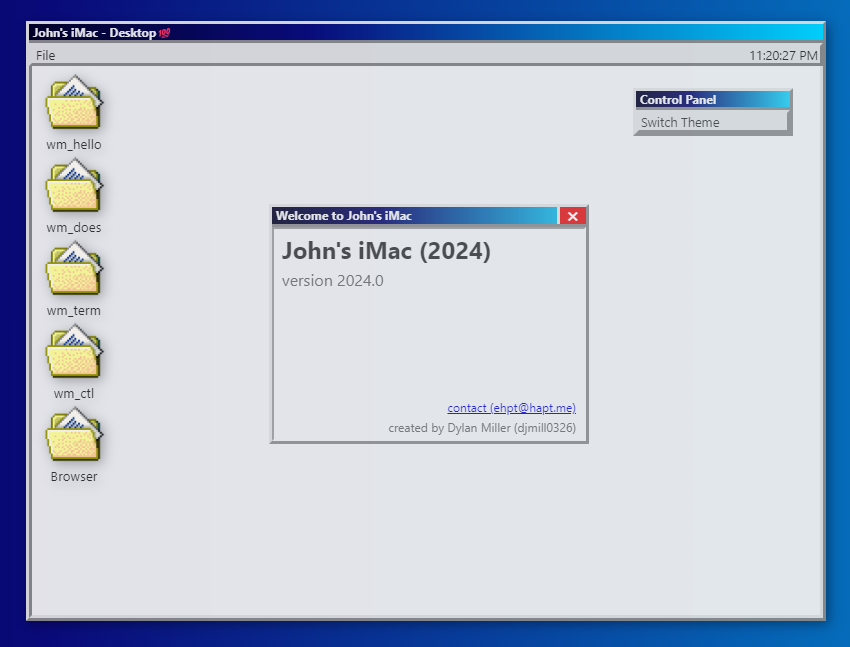 John's iMac - Desktop 💯
File
11:20:27 PM
wm_hello
wm_does
wm_term
wm_ctl
Browser
Control Panel
Switch Theme
Welcome to John's iMac
John's iMac (2024)
version 2024.0
contact (ehpt@hapt.me)
created by Dylan Miller (djmill0326)